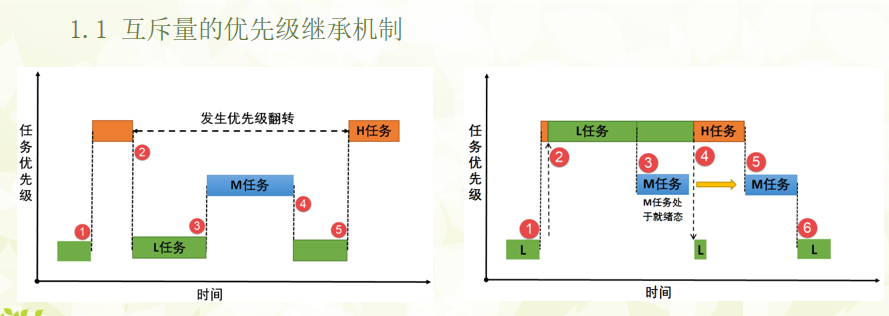 1.1 互斥量的优先级继承机制
任务优先级
发生优先级翻转
H任务
2
M任务
1
3
L任务
4
5
时间
任务优先级
L任务
H任务
2
3
4
5
M任务
M任务
M任务处
于就绪态
1
L
L
6
L
时间